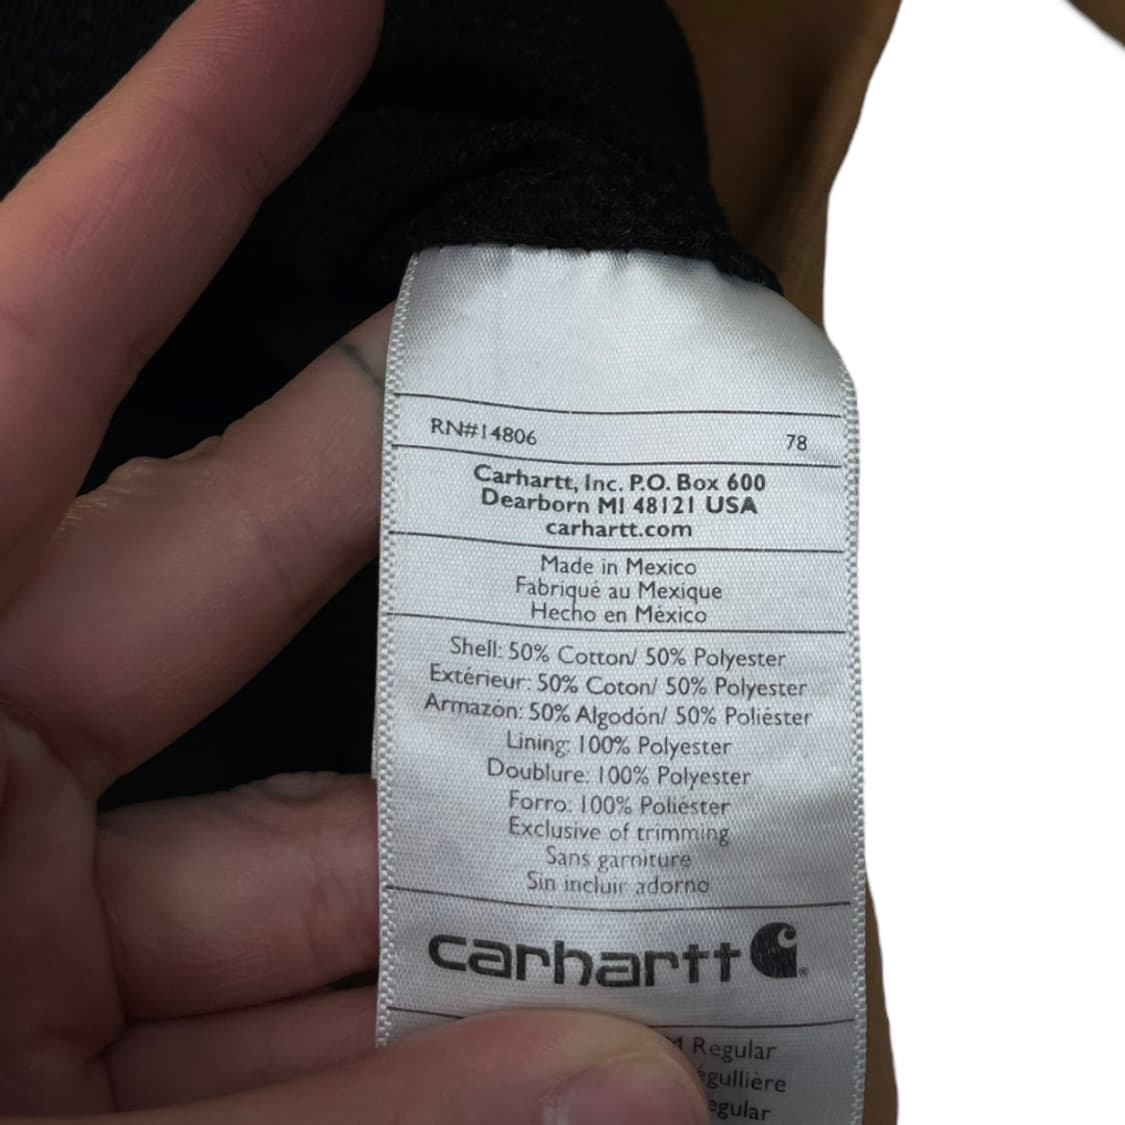 RN#14806 78
Carhartt, Inc. P.O. Box 600
Dearborn MI 48121 USA
carhartt.com
Made in Mexico
Fabriqué au Mexique
Hecho en México
Shell: 50% Cotton/ 50% Polyester
Extérieur: 50% Coton/ 50% Polyester
Armazón: 50% Algodón/ 50% Poliéster
Lining: 100% Polyester
Doublure: 100% Polyester
Forro: 100% Poliéster
Exclusive of trimming
Sans garniture
Sin incluir adorno
carhartt
Regular